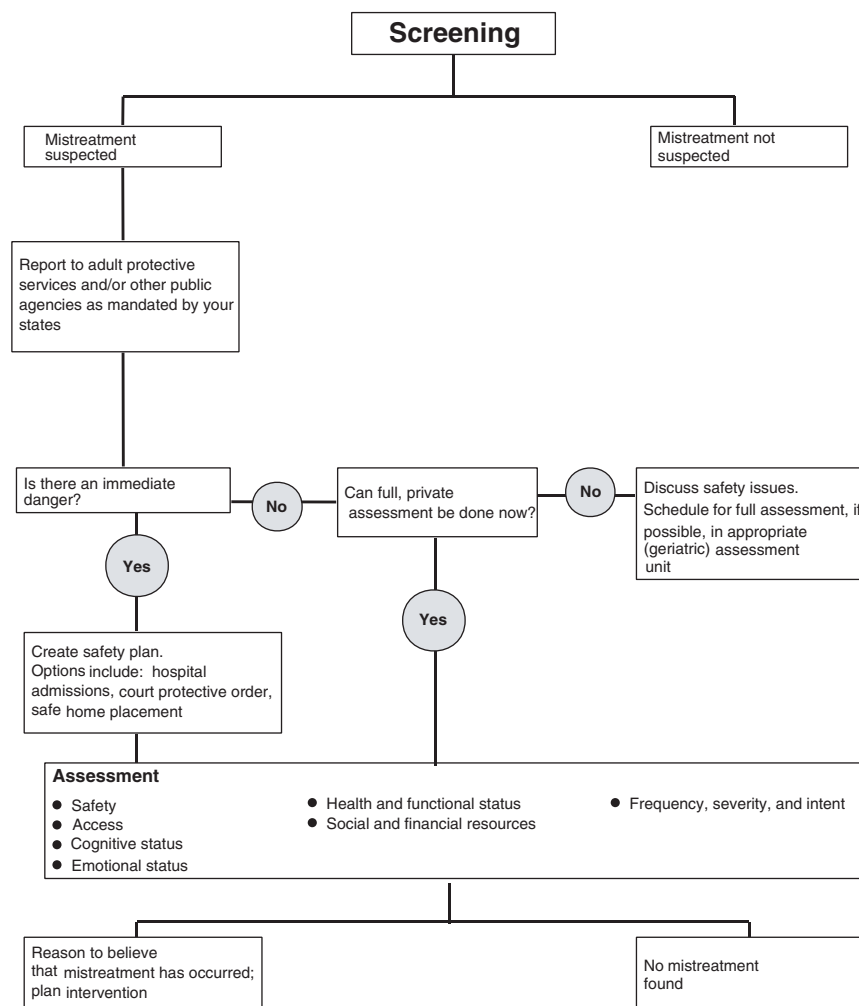 Screening
Mistreatment
suspected
Mistreatment not
suspected
Report to adult protective
services and/or other public
agencies as mandated by your
states
Is there an immediate
danger?
No
Can full, private
assessment be done now?
No
Discuss safety issues.
Schedule for full assessment, if
possible, in appropriate
(geriatric) assessment
unit
Yes
Yes
Create safety plan.
Options include: hospital
admissions, court protective order,
safe home placement
Assessment
● Safety
● Access
● Cognitive status
● Emotional status
● Health and functional status
● Social and financial resources
● Frequency, severity, and intent
Reason to believe
that mistreatment has occurred;
plan intervention
No mistreatment
found